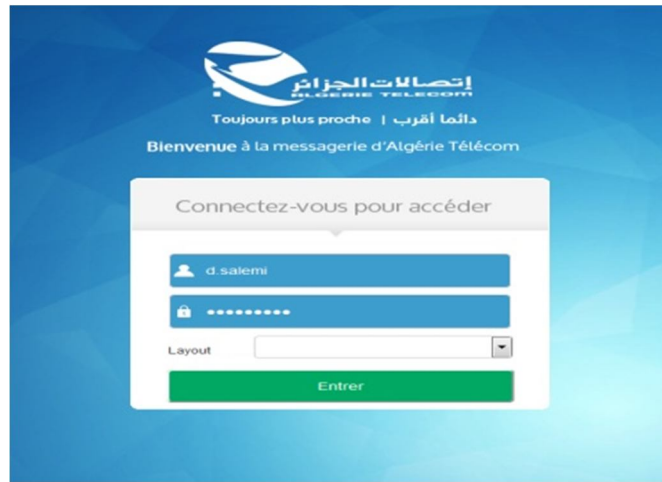 إتصالات الجزائر
ALGERIE TELECOM
Toujours plus proche | دائما أقرب
Bienvenue à la messagerie d'Algérie Télécom
Connectez-vous pour accéder
d.salemi
•••••••••
Layout
Entrer